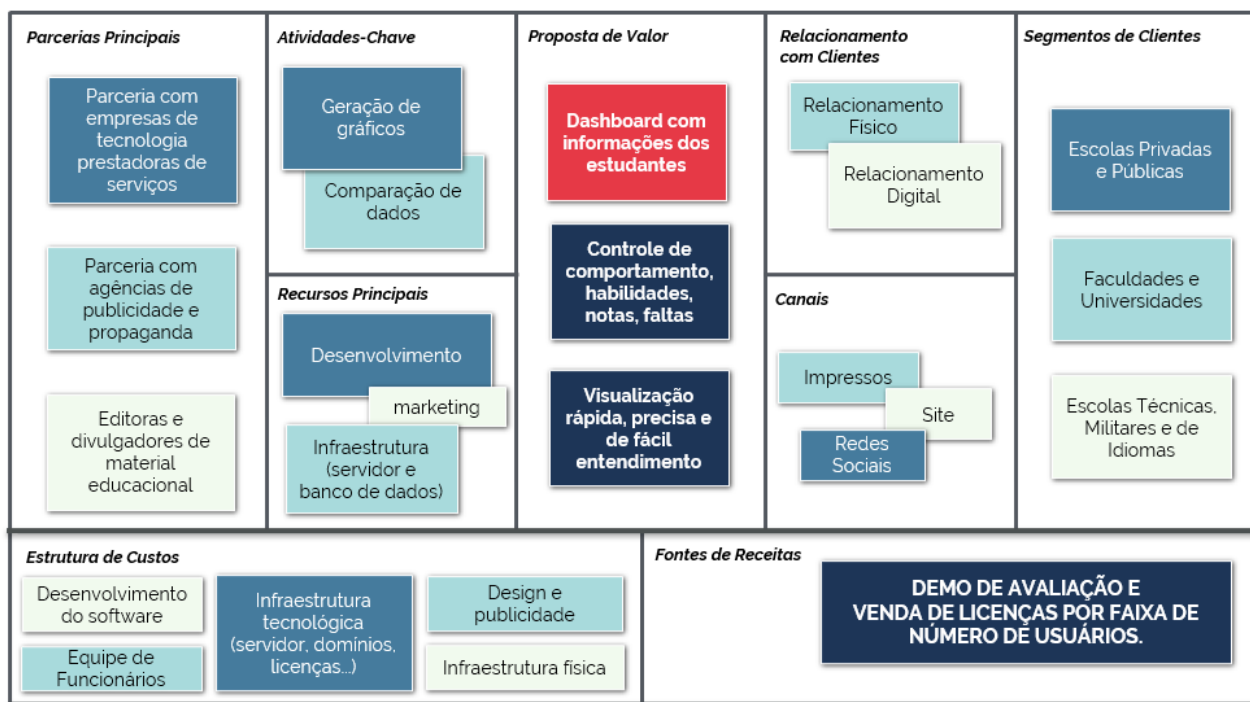 Parcerias Principais
Parceria com
empresas de
tecnologia
prestadoras de
serviços
Parceria com
agências de
publicidade e
propaganda
Editoras e
divulgadores de
material
educacional
Atividades-Chave
Geração de
gráficos
Comparação de
dados
Recursos Principais
Desenvolvimento
marketing
Infraestrutura
(servidor e
banco de dados)
Proposta de Valor
Dashboard com
informações dos
estudantes
Controle de
comportamento,
habilidades,
notas, faltas
Visualização
rápida, precisa e
de fácil
entendimento
Relacionamento
com Clientes
Relacionamento
Físico
Relacionamento
Digital
Canais
Impressos
Site
Redes
Sociais
Segmentos de Clientes
Escolas Privadas
e Públicas
Faculdades e
Universidades
Escolas Técnicas,
Militares e de
Idiomas
Estrutura de Custos
Desenvolvimento
do software
Equipe de
Funcionários
Infraestrutura
tecnológica
(servidor, domínios,
licenças...)
Design e
publicidade
Infraestrutura física
Fontes de Receitas
DEMO DE AVALIAÇÃO E
VENDA DE LICENÇAS POR FAIXA DE
NÚMERO DE USUÁRIOS.